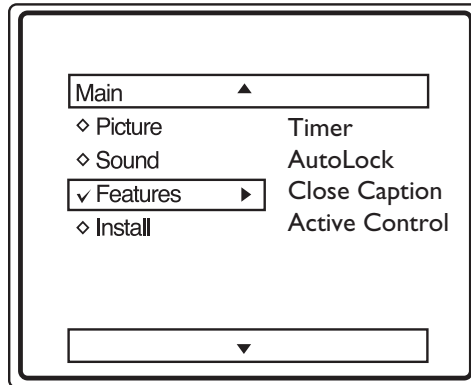 Main
Picture
Sound
Features
Install
Timer
AutoLock
Close Caption
Active Control